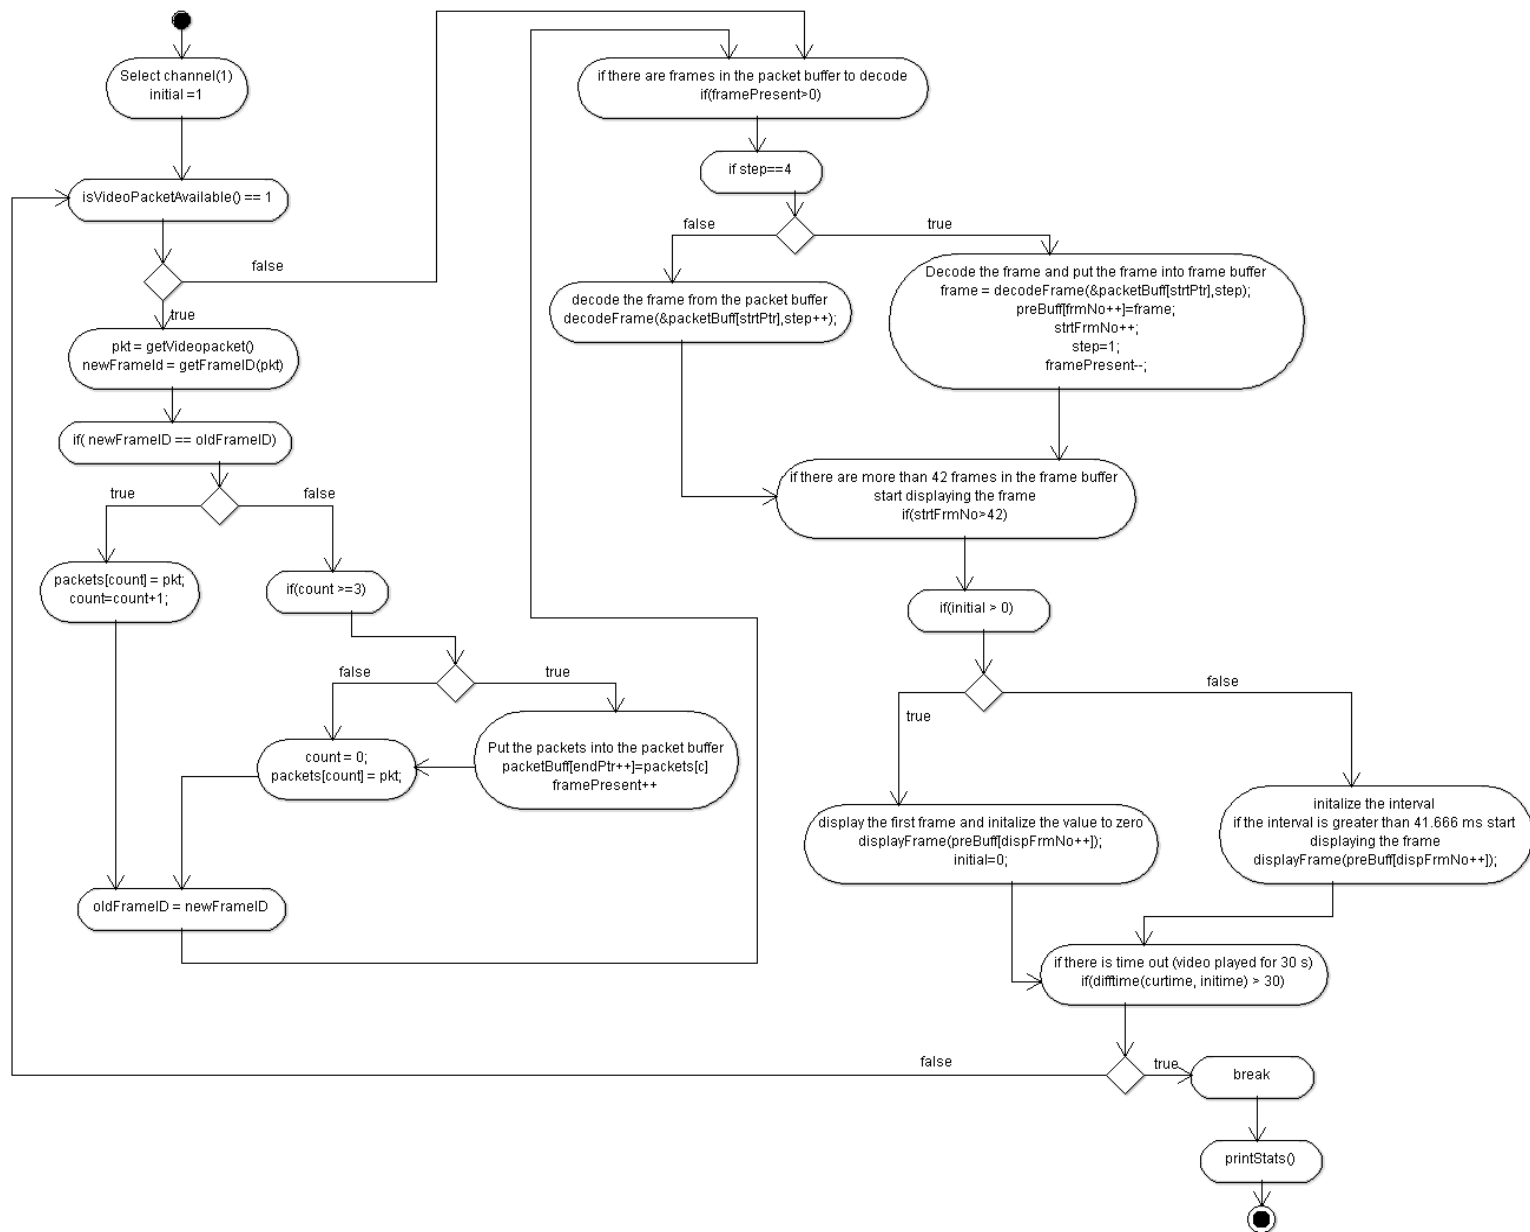 Select channel(1)
initial =1
isVideoPacketAvailable() == 1
false
true
pkt = getVideopacket()
newFrameId = getFrameID(pkt)
if( newFrameID == oldFrameID)
true
false
packets[count] = pkt;
count=count+1;
if(count >=3)
false
true
count = 0;
packets[count] = pkt;
Put the packets into the packet buffer
packetBuff[endPtr++]=packets[c]
framePresent++
oldFrameID = newFrameID
if there are frames in the packet buffer to decode
if(framePresent>0)
if step==4
false
true
decode the frame from the packet buffer
decodeFrame(&packetBuff[strtPtr],step++);
Decode the frame and put the frame into frame buffer
frame = decodeFrame(&packetBuff[strtPtr],step);
preBuff[frmNo++]=frame;
strtFrmNo++;
step=1;
framePresent--;
if there are more than 42 frames in the frame buffer
start displaying the frame
if(strtFrmNo>42)
if(initial > 0)
true
false
display the first frame and initalize the value to zero
displayFrame(preBuff[dispFrmNo++]);
initial=0;
initalize the interval
if the interval is greater than 41.666 ms start
displaying the frame
displayFrame(preBuff[dispFrmNo++]);
if there is time out (video played for 30 s)
if(difftime(curtime, initime) > 30)
false
true
break
printStats()